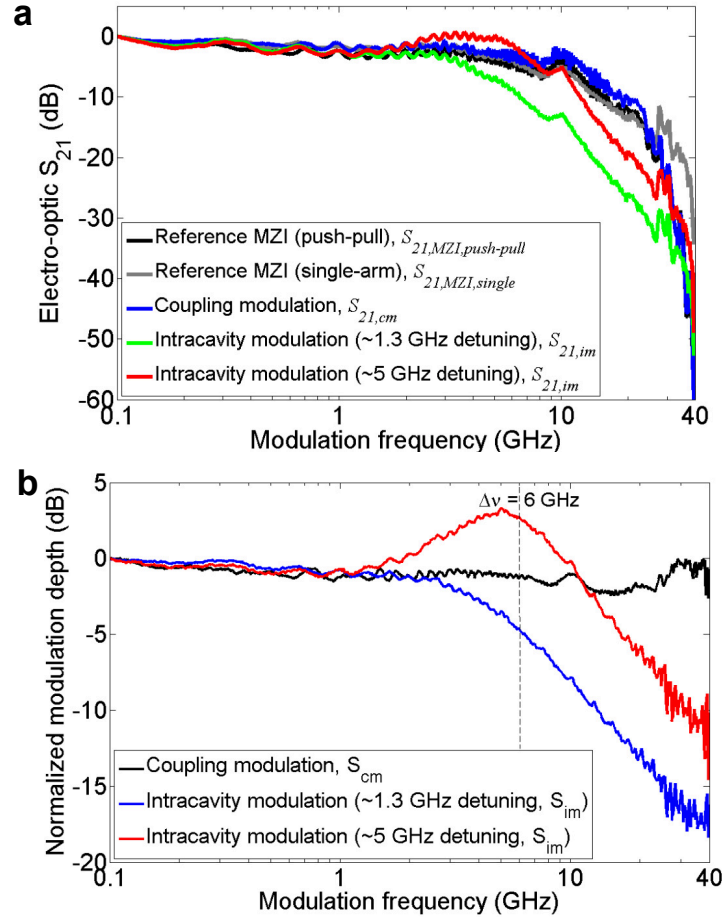 a
0
-10
-20
-30
-40
-50
-60
Electro-optic S21 (dB)
Reference MZI (push-pull), S21,MZI,push-pull
Reference MZI (single-arm), S21,MZI,single
Coupling modulation, S21,cm
Intracavity modulation (~1.3 GHz detuning), S21,im
Intracavity modulation (~5 GHz detuning), S21,im
0.1 1 10 40
Modulation frequency (GHz)
b
5
0
-5
-10
-15
-20
Normalized modulation depth (dB)
Δν = 6 GHz
Coupling modulation, Scm
Intracavity modulation (~1.3 GHz detuning, Sim)
Intracavity modulation (~5 GHz detuning, Sim)
0.1 1 10 40
Modulation frequency (GHz)